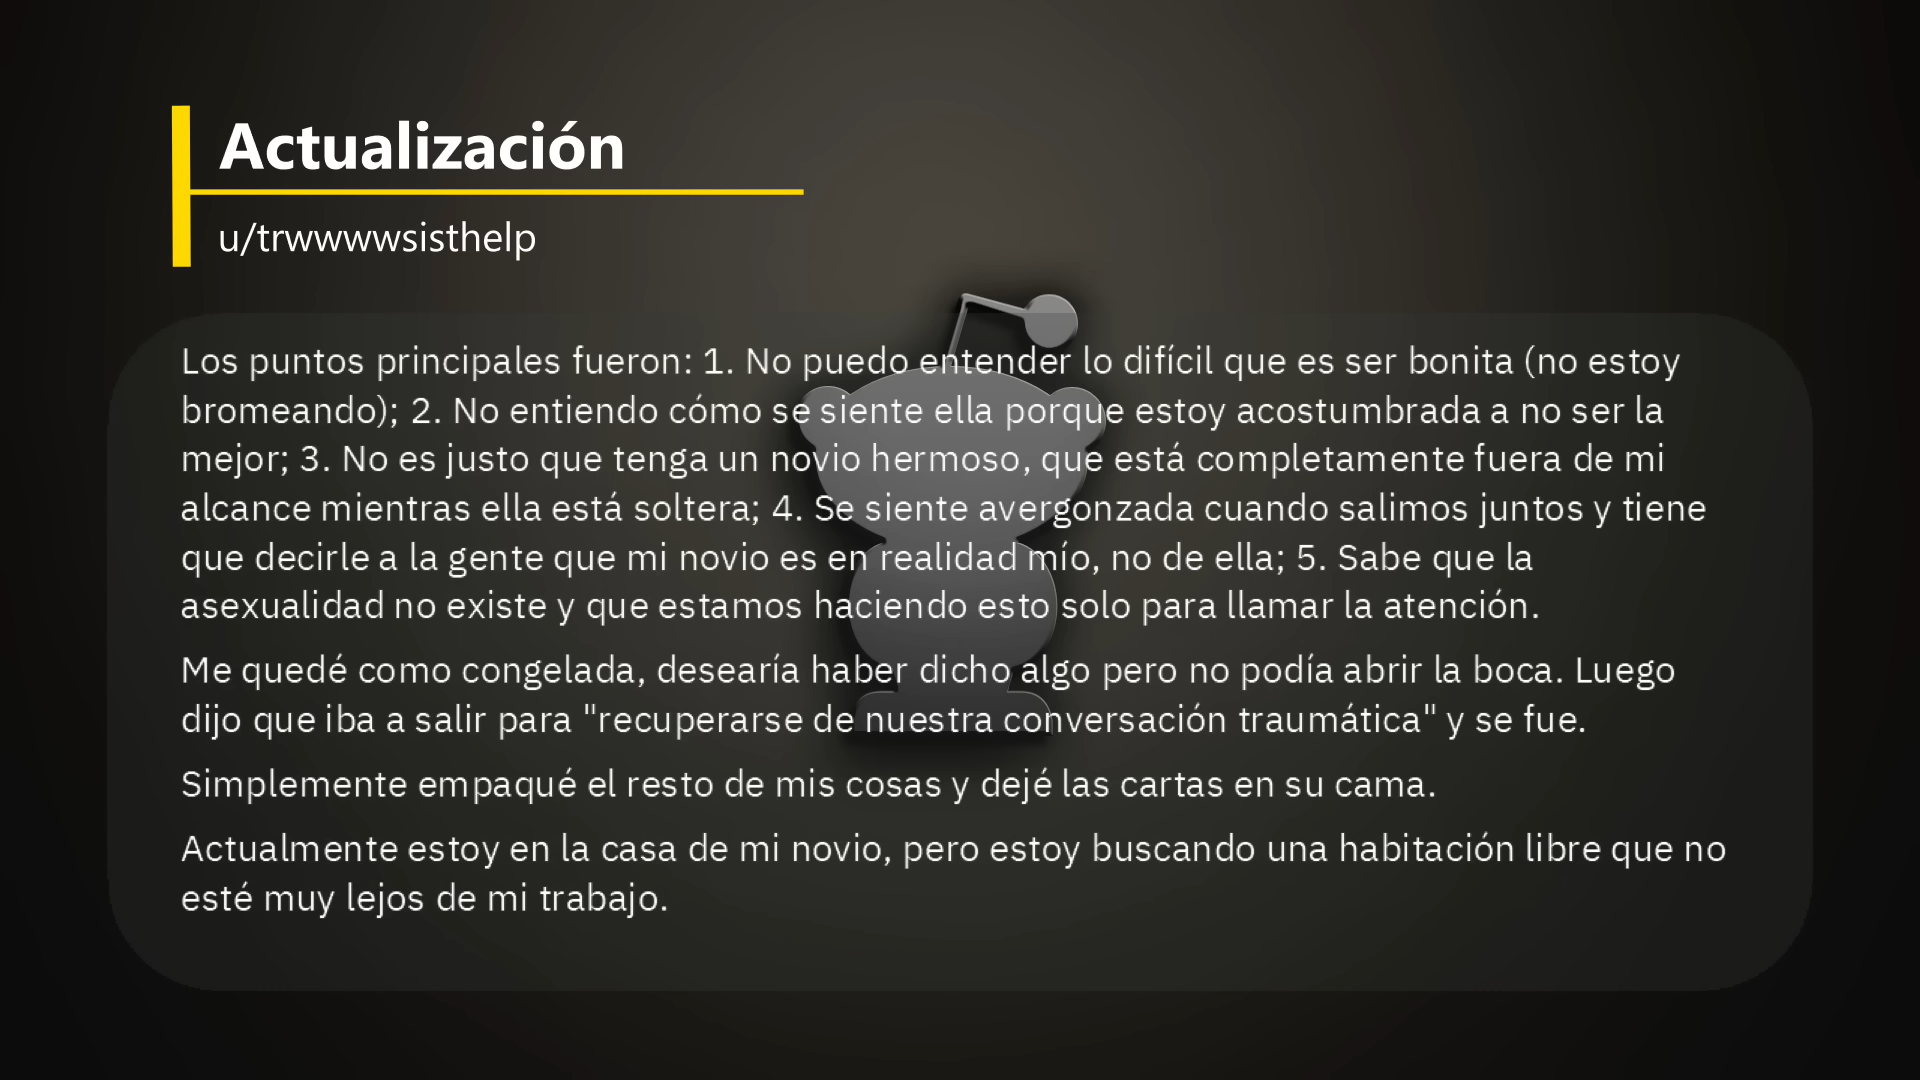 Actualización
u/trwwwwsisthelp
Los puntos principales fueron: 1. No puedo entender lo difícil que es ser bonita (no estoy
bromeando); 2. No entiendo cómo se siente ella porque estoy acostumbrada a no ser la
mejor; 3. No es justo que tenga un novio hermoso, que está completamente fuera de mi
alcance mientras ella está soltera; 4. Se siente avergonzada cuando salimos juntos y tiene
que decirle a la gente que mi novio es en realidad mío, no de ella; 5. Sabe que la
asexualidad no existe y que estamos haciendo esto solo para llamar la atención.
Me quedé como congelada, desearía haber dicho algo pero no podía abrir la boca. Luego
dijo que iba a salir para "recuperarse de nuestra conversación traumática" y se fue.
Simplemente empaqué el resto de mis cosas y dejé las cartas en su cama.
Actualmente estoy en la casa de mi novio, pero estoy buscando una habitación libre que no
esté muy lejos de mi trabajo.